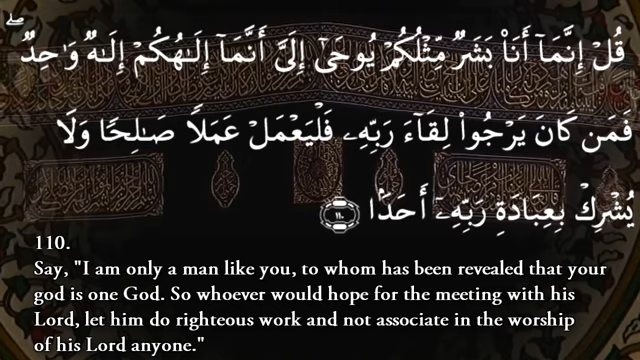 قُلْ إِنَّمَآ أَنَا۠ بَشَرٌ مِّثْلُكُمْ يُوحَىٰٓ إِلَىَّ أَنَّمَآ إِلَـٰهُكُمْ إِلَـٰهٌ وَٰحِدٌ ۖ
فَمَن كَانَ يَرْجُوا۟ لِقَآءَ رَبِّهِۦ فَلْيَعْمَلْ عَمَلًا صَـٰلِحًا وَلَا
يُشْرِكْ بِعِبَادَةِ رَبِّهِۦٓ أَحَدًۢا ١١٠
110.
Say, "I am only a man like you, to whom has been revealed that your
god is one God. So whoever would hope for the meeting with his
Lord, let him do righteous work and not associate in the worship
of his Lord anyone."